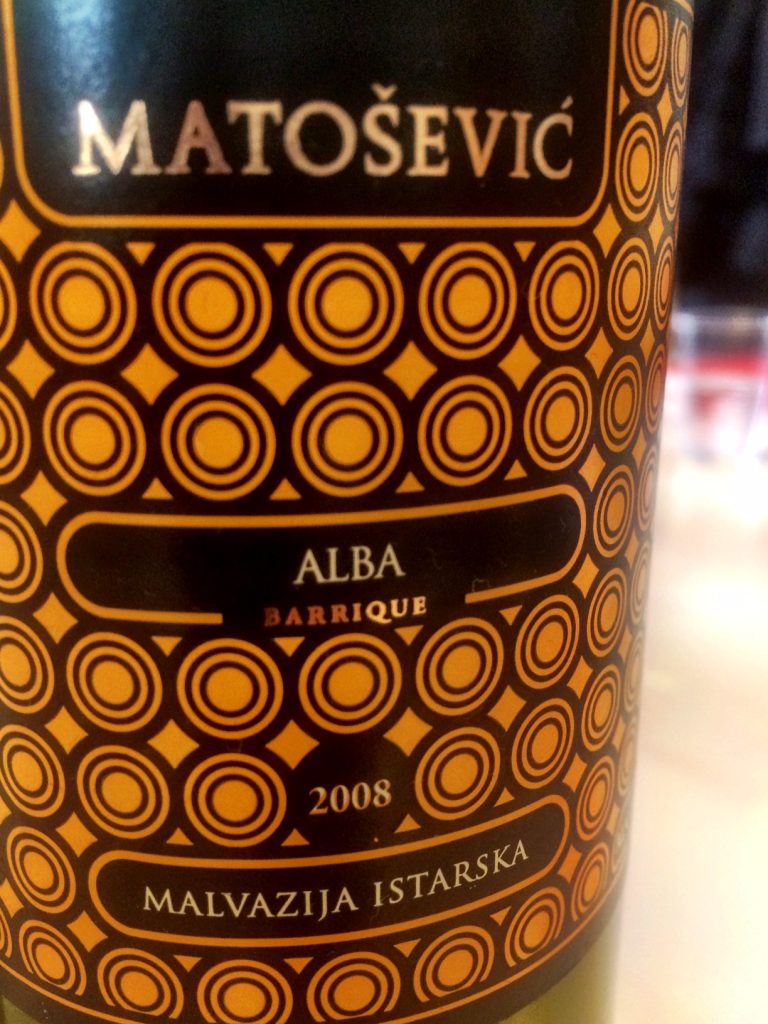 MATOŠEVIĆ
ALBA
BARRIQUE
2008
MALVAZIJA ISTARSKA